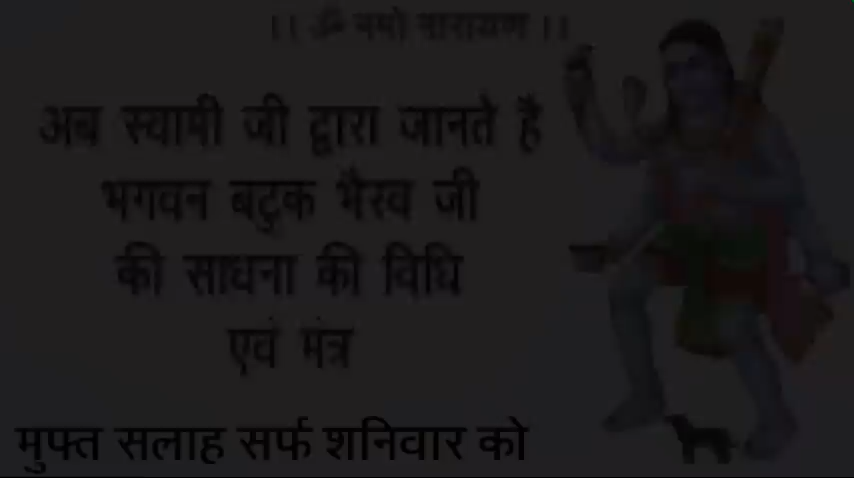 ।। ॐ नमो नारायण ।।
अब स्वामी जी द्वारा जानते है
भगवन बटुक भैरव जी
की साधना की विधि
एवं मंत्र
मुफ्त सलाह सर्फ शनिवार को